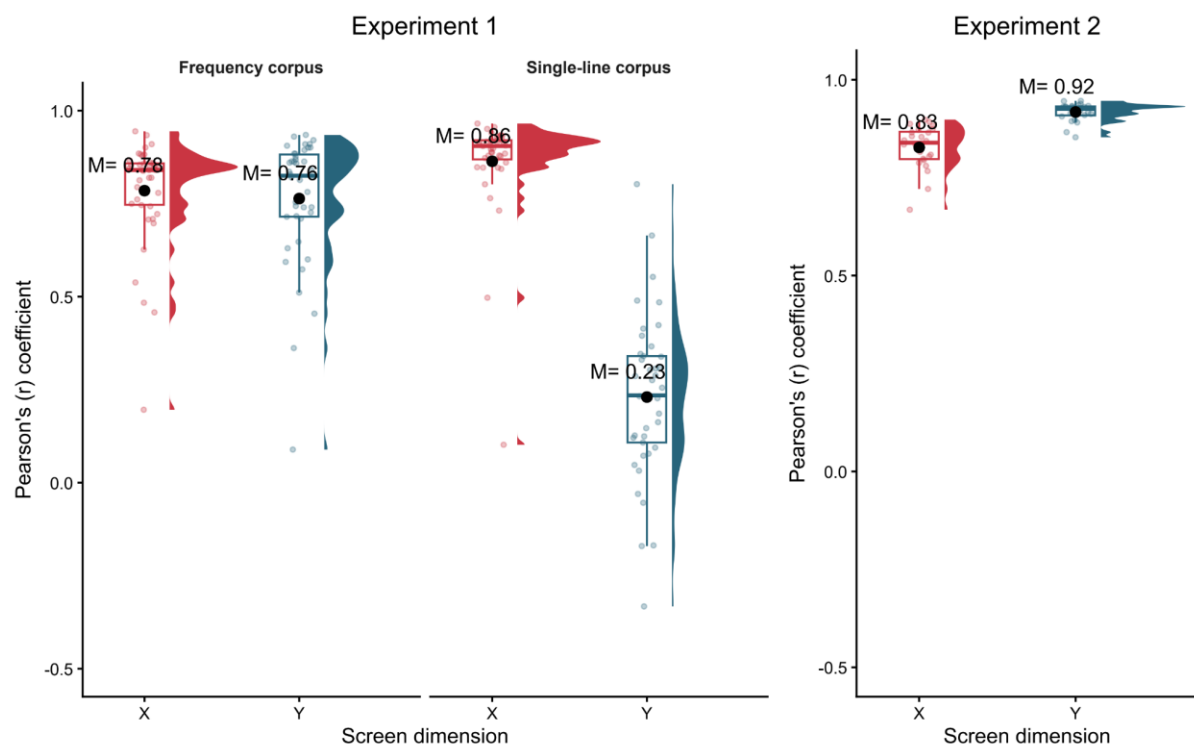 Experiment 1
Experiment 2
Frequency corpus
Single-line corpus
Pearson's (r) coefficient
1.0
0.5
0.0
-0.5
M= 0.78
M= 0.76
M= 0.86
M= 0.23
X
Y
X
Y
Screen dimension
Pearson's (r) coefficient
1.0
0.5
0.0
-0.5
M= 0.83
M= 0.92
X
Y
Screen dimension